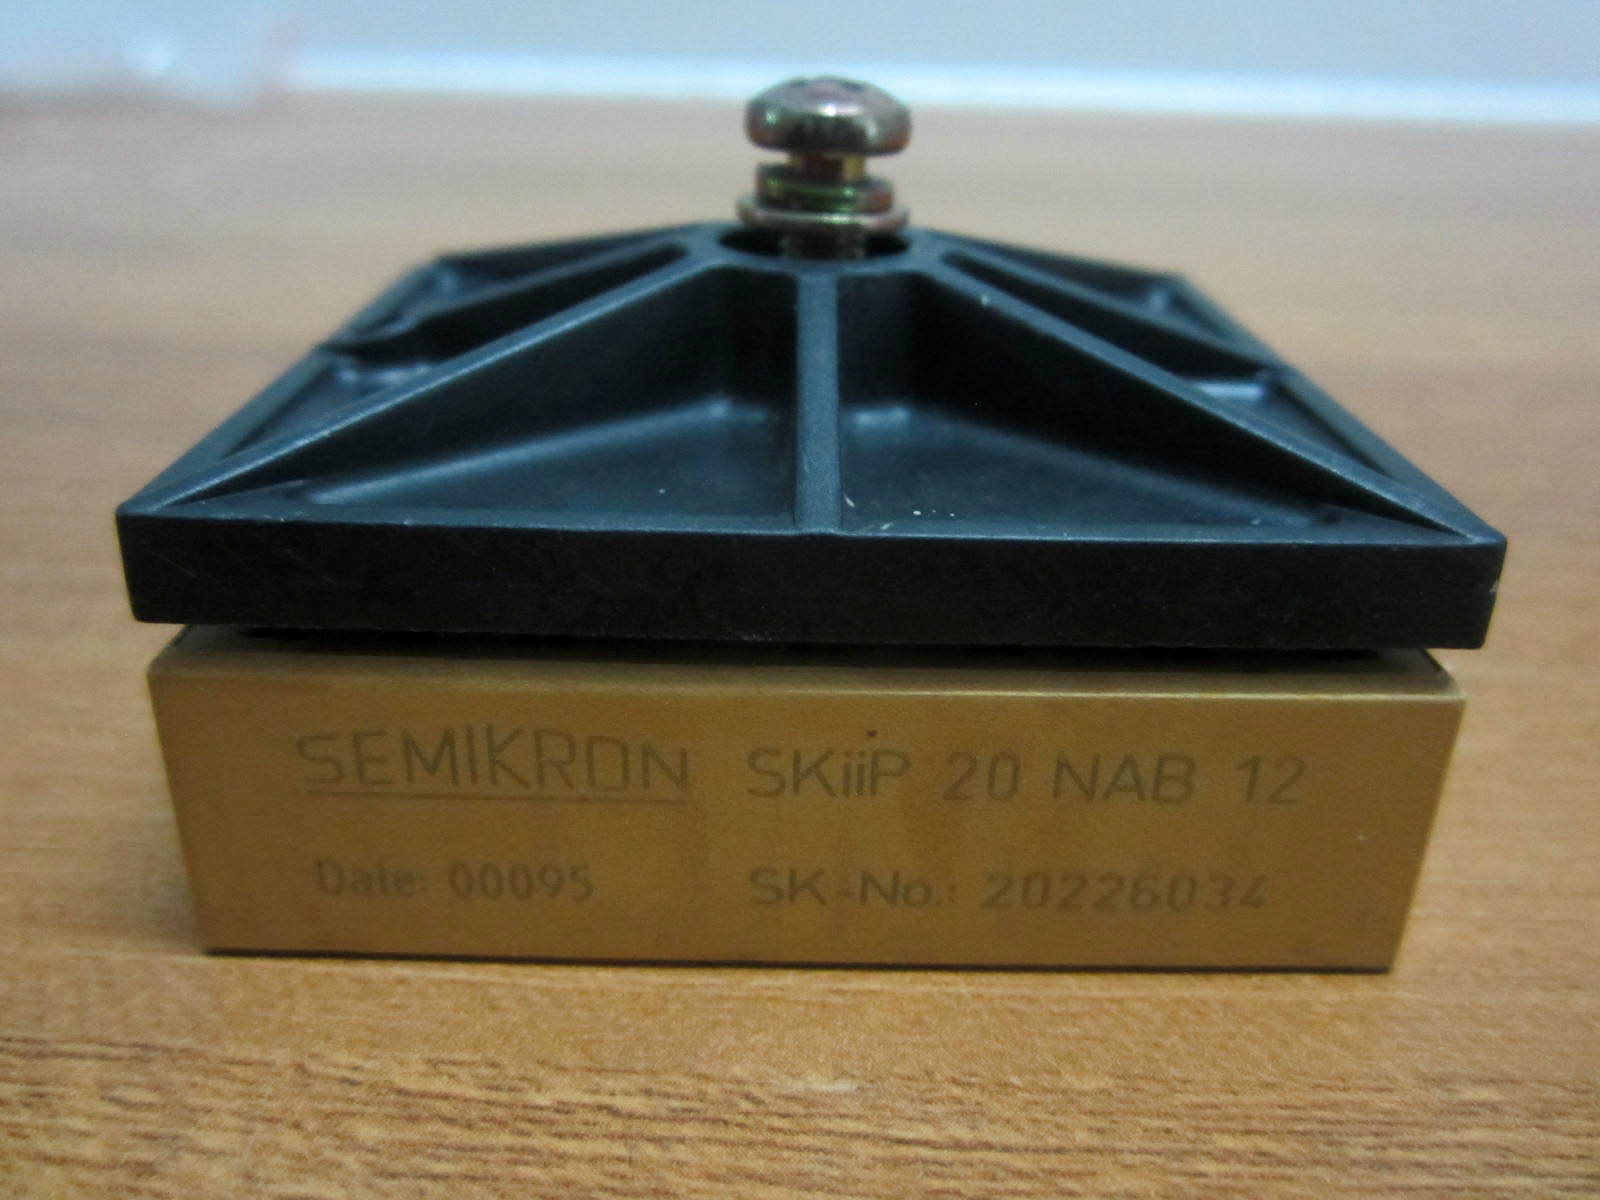 SEMIKRON SKiiP 20 NAB 12
Date: 00095 SK-No.: 20226034